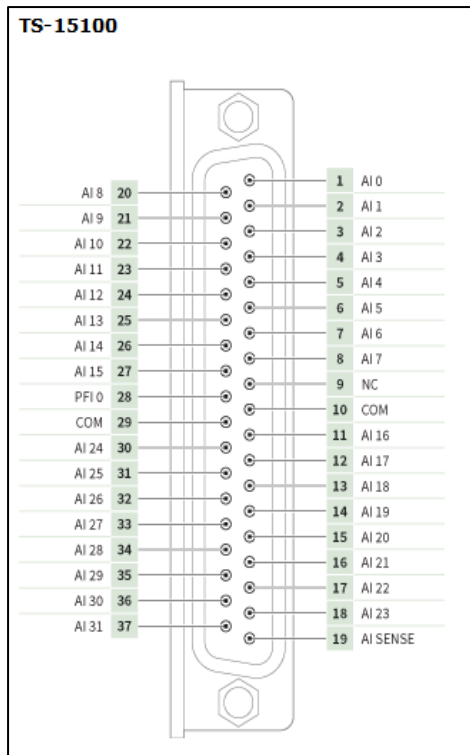 TS-15100
1 AI 0
AI 8 20
2 AI 1
AI 9 21
3 AI 2
AI 10 22
4 AI 3
AI 11 23
5 AI 4
AI 12 24
6 AI 5
AI 13 25
7 AI 6
AI 14 26
8 AI 7
AI 15 27
9 NC
PFI 0 28
10 COM
COM 29
11 AI 16
AI 24 30
12 AI 17
AI 25 31
13 AI 18
AI 26 32
14 AI 19
AI 27 33
15 AI 20
AI 28 34
16 AI 21
AI 29 35
17 AI 22
AI 30 36
18 AI 23
AI 31 37
19 AI SENSE